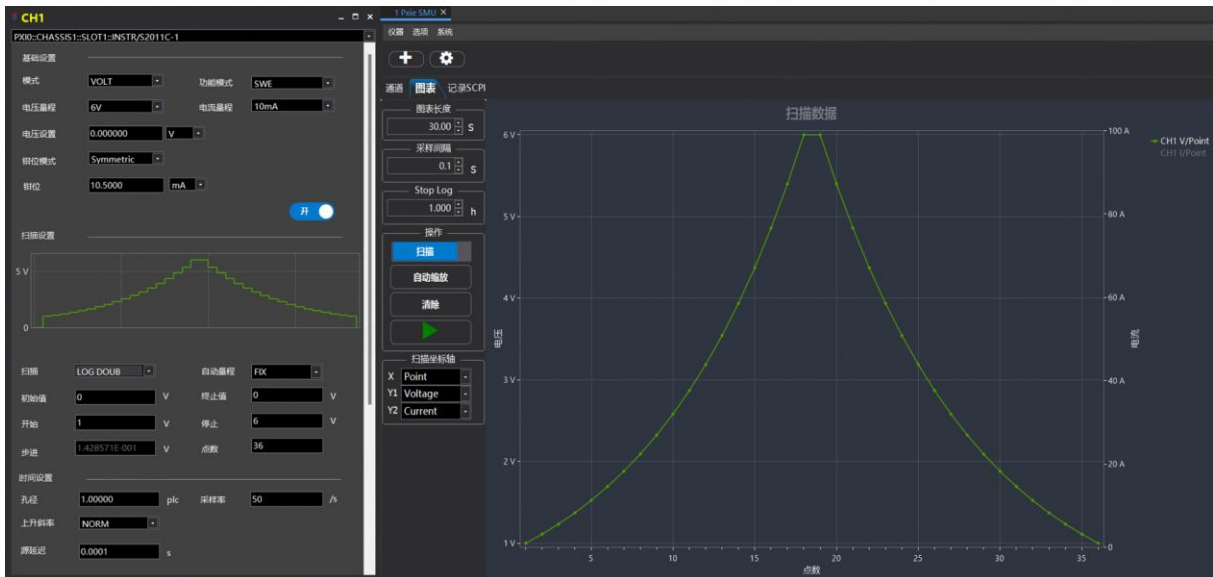 CH1
PXI0::CHASSIS1::SLOT1::INSTR/S2011C-1
基础设置
模式 VOLT 功能模式 SWE
电压量程 6V 电流量程 10mA
电压设置 0.000000 V
钳位模式 Symmetric
钳位 10.5000 mA
开
扫描设置
5 V
0
扫描 LOG DOUB 自动量程 FIX
初始值 0 V 终止值 0 V
开始 1 V 停止 6 V
步进 1.428571E-001 V 点数 36
时间设置
孔径 1.00000 plc 采样率 50 /s
上升斜率 NORM
源延迟 0.0001 s
1 Pxie SMU
仪器 选项 系统
通道 图表 记录SCPI
图表长度
30.00 S
采样间隔
0.1 S
Stop Log
1.000 h
操作
扫描
自动缩放
清除
扫描坐标轴
X Point
Y1 Voltage
Y2 Current
扫描数据
6 V
5 V
4 V
3 V
2 V
1 V
电压
5 10 15 20 25 30 35
点数
100 A
80 A
60 A
40 A
20 A
0
电流
CH1 V/Point
CH1 I/Point